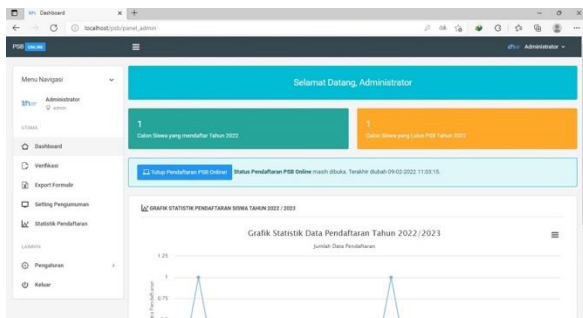 Dashboard
localhost/psb/panel_admin
PSB ONLINE
Administrator
Menu Navigasi
Administrator
Admin
UTAMA
Dashboard
Verifikasi
Export Formulir
Setting Pengumuman
Statistik Pendaftaran
LAINNYA
Pengaturan
Keluar
Selamat Datang, Administrator
1
Calon Siswa yang mendaftar Tahun 2022
1
Calon Siswa yang Lulus PSB Tahun 2022
Tutup Pendaftaran PSB Online! Status Pendaftaran PSB Online masih dibuka. Terakhir diubah 09-02-2022 11:03:15.
GRAFIK STATISTIK PENDAFTARAN SISWA TAHUN 2022 / 2023
Grafik Statistik Data Pendaftaran Tahun 2022/2023
Jumlah Data Pendaftaran
1.25
1
0.75